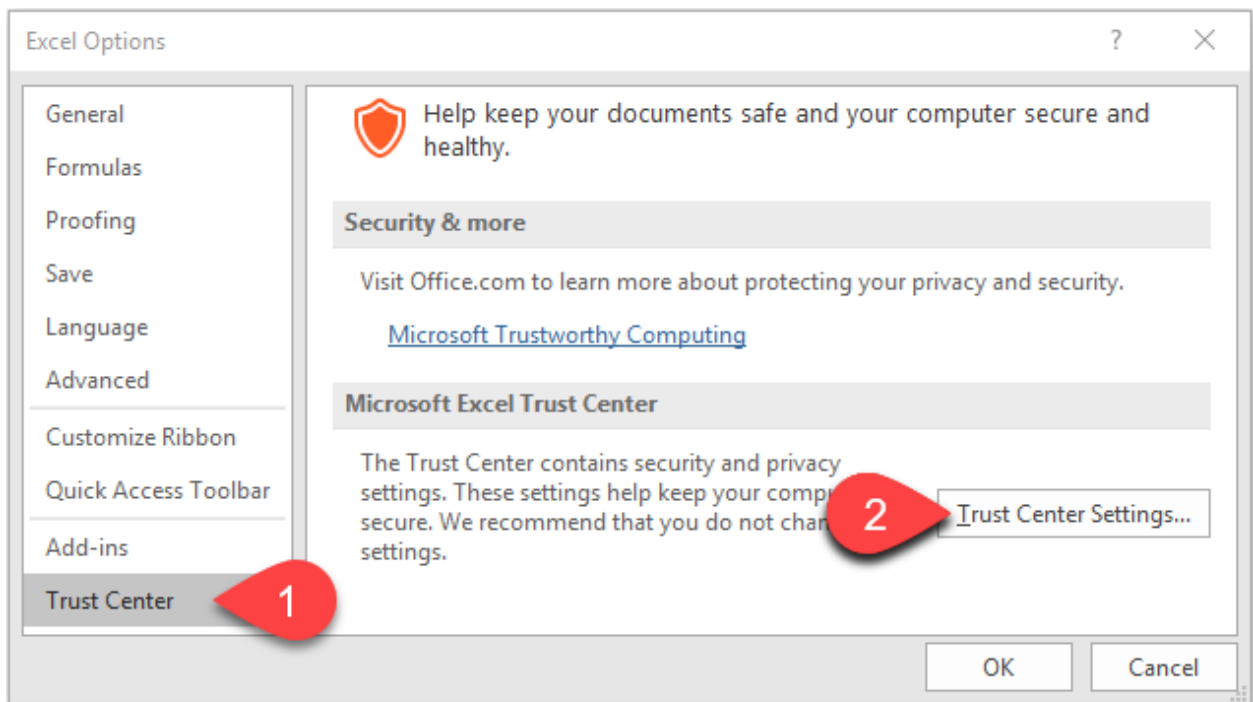 Excel Options
?
General
Formulas
Proofing
Save
Language
Advanced
Customize Ribbon
Quick Access Toolbar
Add-ins
Trust Center
1
Help keep your documents safe and your computer secure and
healthy.
Security & more
Visit Office.com to learn more about protecting your privacy and security.
Microsoft Trustworthy Computing
Microsoft Excel Trust Center
The Trust Center contains security and privacy
settings. These settings help keep your
secure. We recommend that you do not
settings.
2
Trust Center Settings...
OK
Cancel